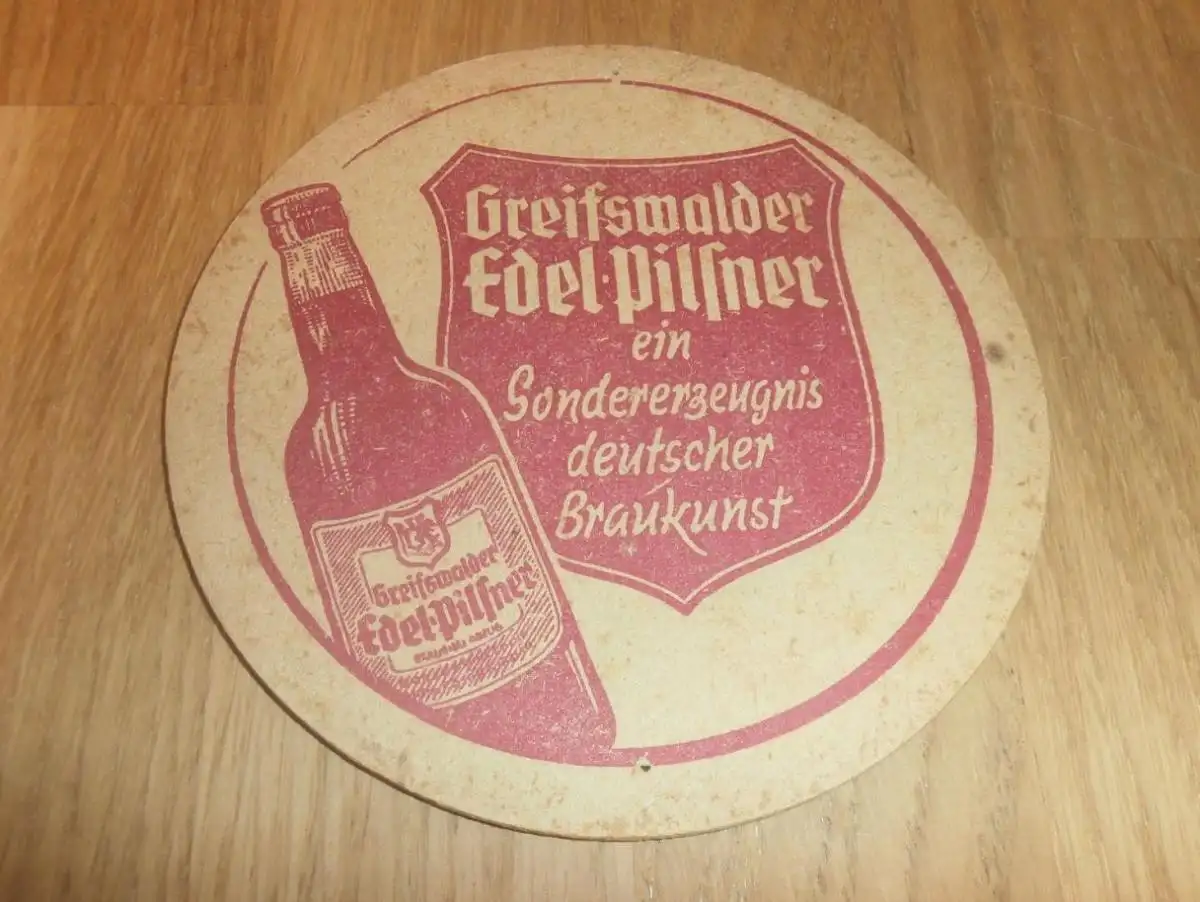 Greifswalder
Edel-Pilſner
ein
Sondererzeugnis
deutscher
Braukunst
Greifswalder
Edel-Pilſner